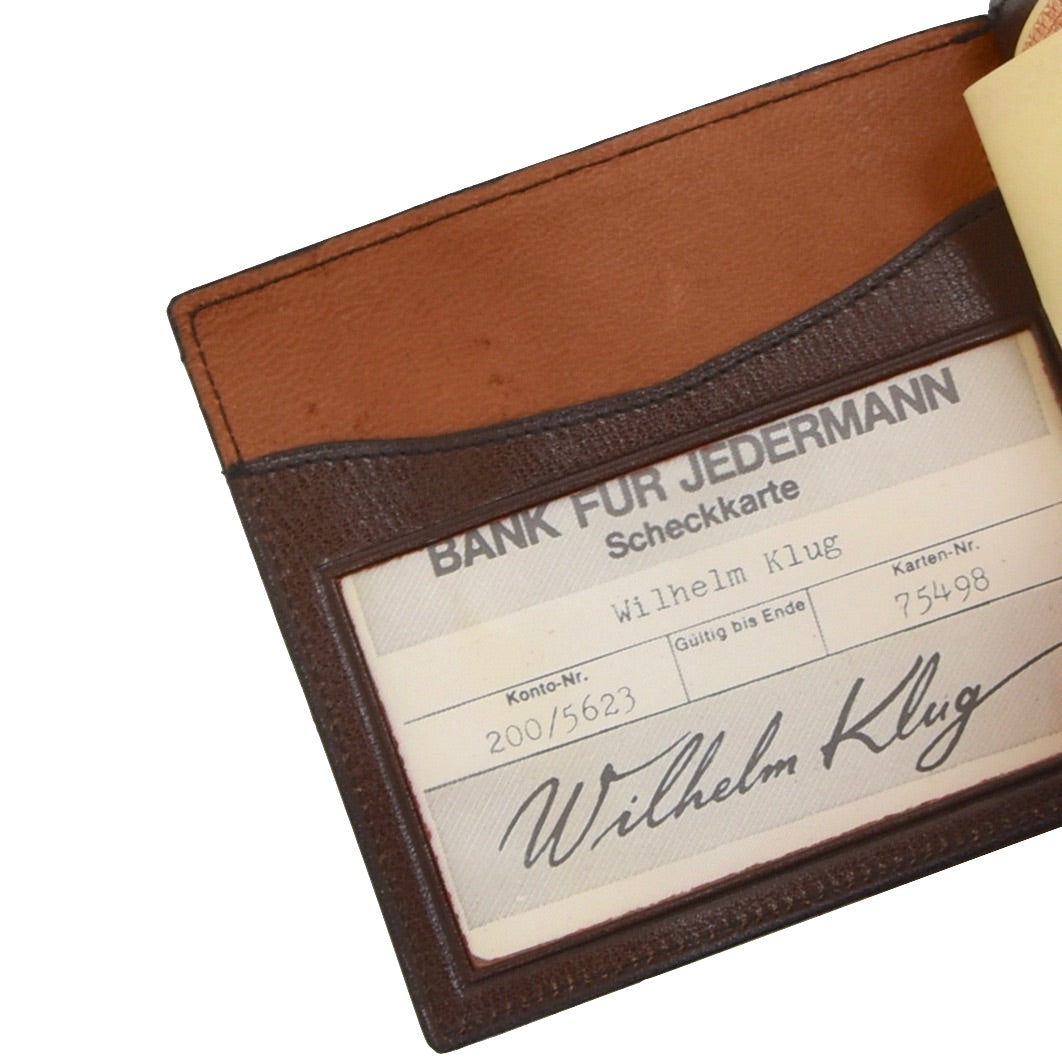 BANK FÜR JEDERMANN
Scheckkarte
Wilhelm Klug
Konto-Nr. Gültig bis Ende Karten-Nr.
200/5623 75498
Wilhelm Klug